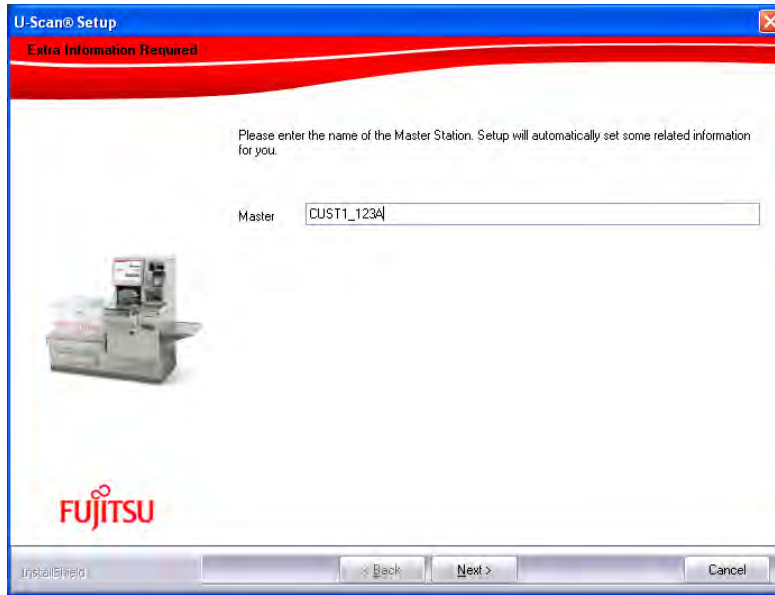 U-Scan® Setup
Extra Information Required
Please enter the name of the Master Station. Setup will automatically set some related information
for you.
Master CUST1_123A
FUJITSU
InstallShield
< Back Next > Cancel